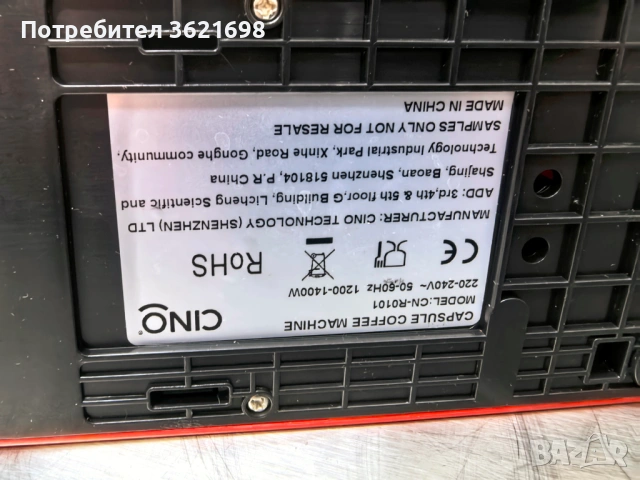 Потребител 3621698
CINO
CAPSULE COFFEE MACHINE
MODEL:CN-R0101
220-240V~ 50-60Hz 1200-1400W
CE
RoHS
MANUFACTURER: CINO TECHNOLOGY (SHENZHEN) LTD
ADD: 3rd,4th & 5th floor,G Building, Licheng Scientific and
Shajing, Baoan, Shenzhen 518104, P.R.China
Technology Industrial Park, Xinhe Road, Gonghe community,
SAMPLES ONLY NOT FOR RESALE
MADE IN CHINA
BAZAR